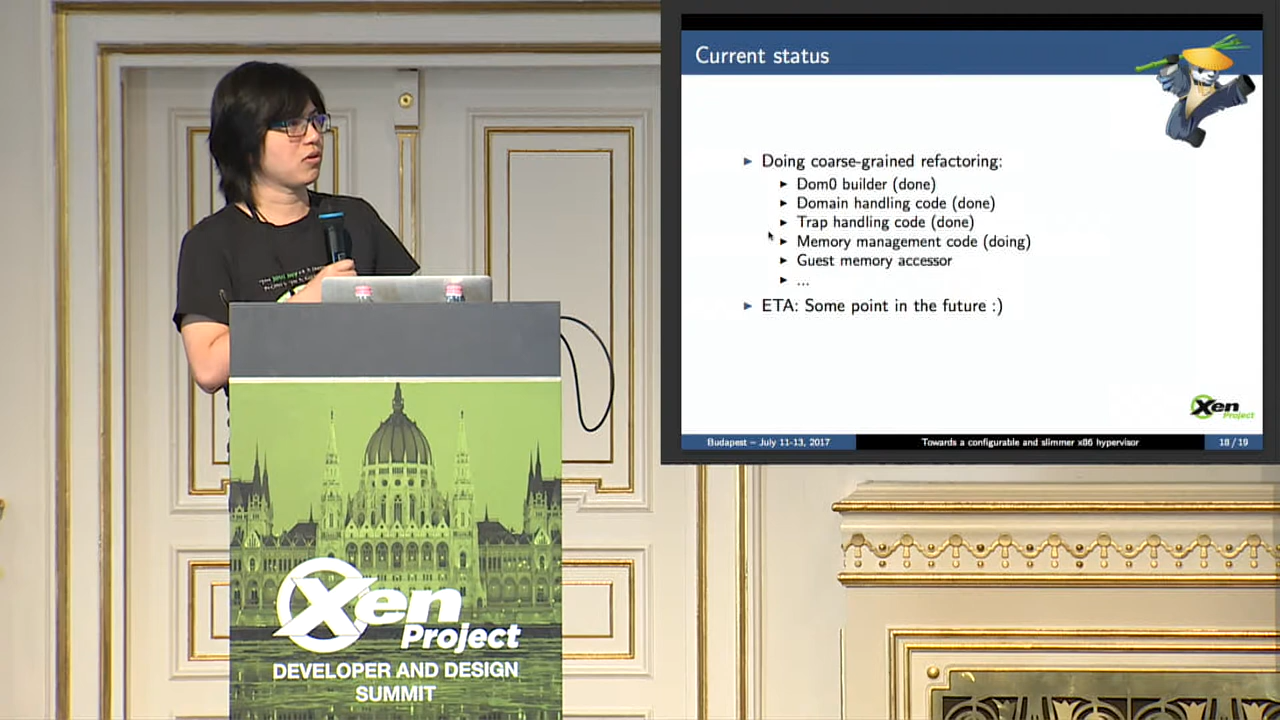 Current status
Doing coarse-grained refactoring:
Dom0 builder (done)
Domain handling code (done)
Trap handling code (done)
Memory management code (doing)
Guest memory accessor
...
ETA: Some point in the future :)
Xen
Project
Budapest – July 11-13, 2017
Towards a configurable and slimmer x86 hypervisor
18 / 19
Xen
Project
DEVELOPER AND DESIGN
SUMMIT